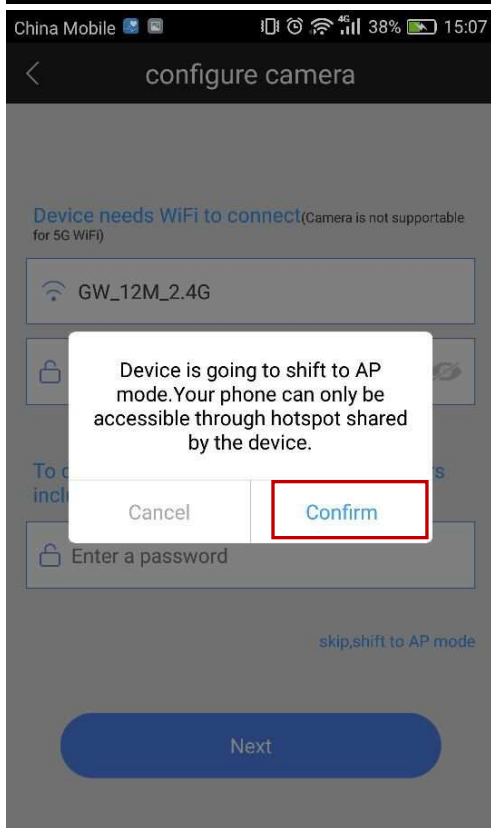 China Mobile 4G 38% 15:07
configure camera
Device needs WiFi to connect(Camera is not supportable
for 5G WiFi)
GW_12M_2.4G
Device is going to shift to AP
mode.Your phone can only be
accessible through hotspot shared
by the device.
To
Cancel Confirm
Enter a password
skip,shift to AP mode
Next